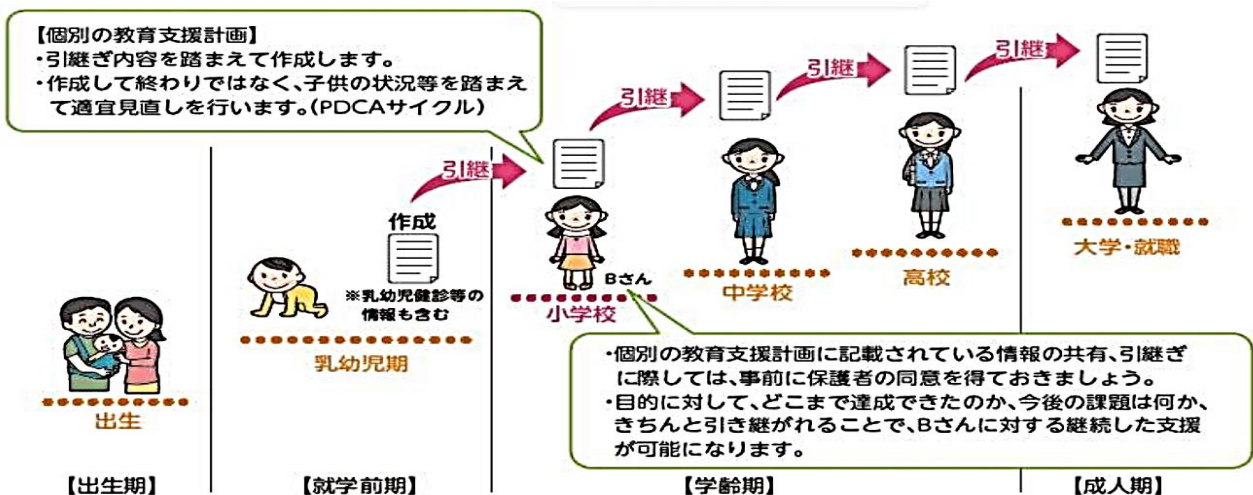 【個別の教育支援計画】
・引継ぎ内容を踏まえて作成します。
・作成して終わりではなく、子供の状況等を踏まえ
て適宜見直しを行います。(PDCAサイクル)
引継
引継
引継
引継
作成
※乳幼児健診等の
情報も含む
Bさん
出生
乳幼児期
小学校
中学校
高校
大学・就職
・個別の教育支援計画に記載されている情報の共有、引継ぎ
に際しては、事前に保護者の同意を得ておきましょう。
・目的に対して、どこまで達成できたのか、今後の課題は何か、
きちんと引き継がれることで、Bさんに対する継続した支援
が可能になります。
【出生期】
【就学前期】
【学齢期】
【成人期】